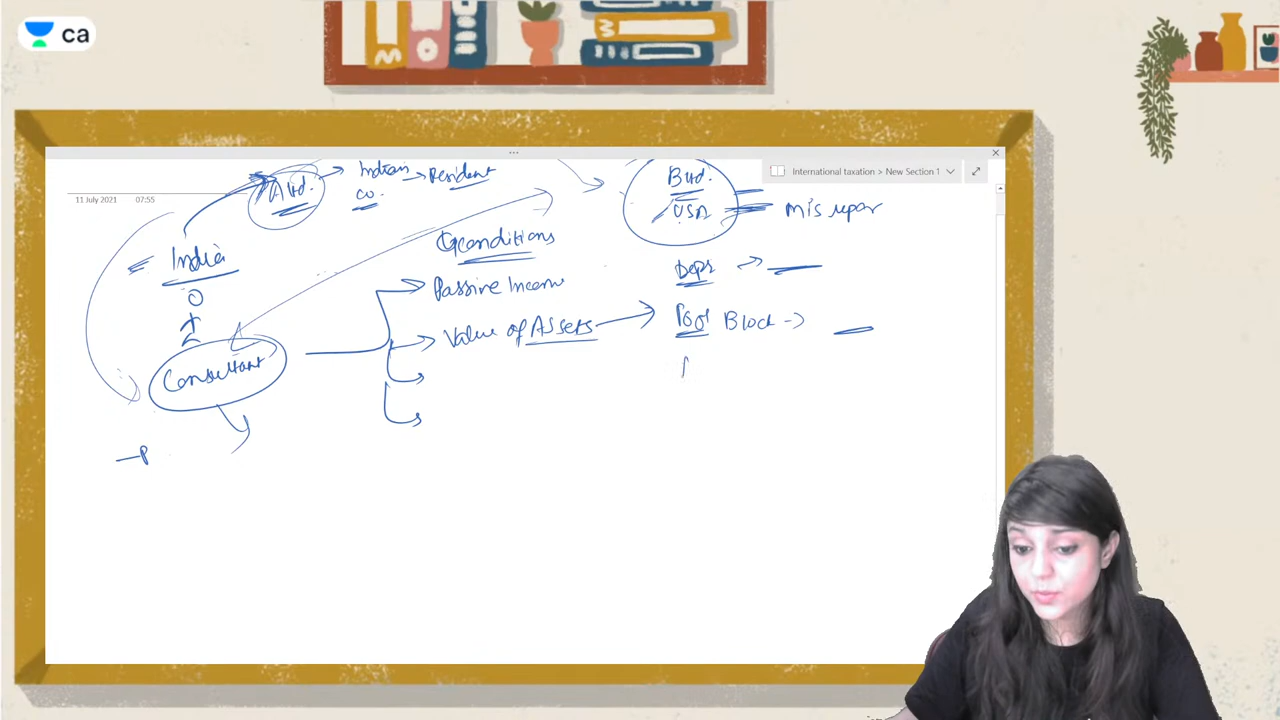 ca
International taxation > New Section 1
11 July 2021 07:55
A Ltd. → Indian co. → Resident
B Ltd.
USA
mis repor
India
conditions
Passive Income
Depr →
Value of Assets → Pool Block →
Consultant